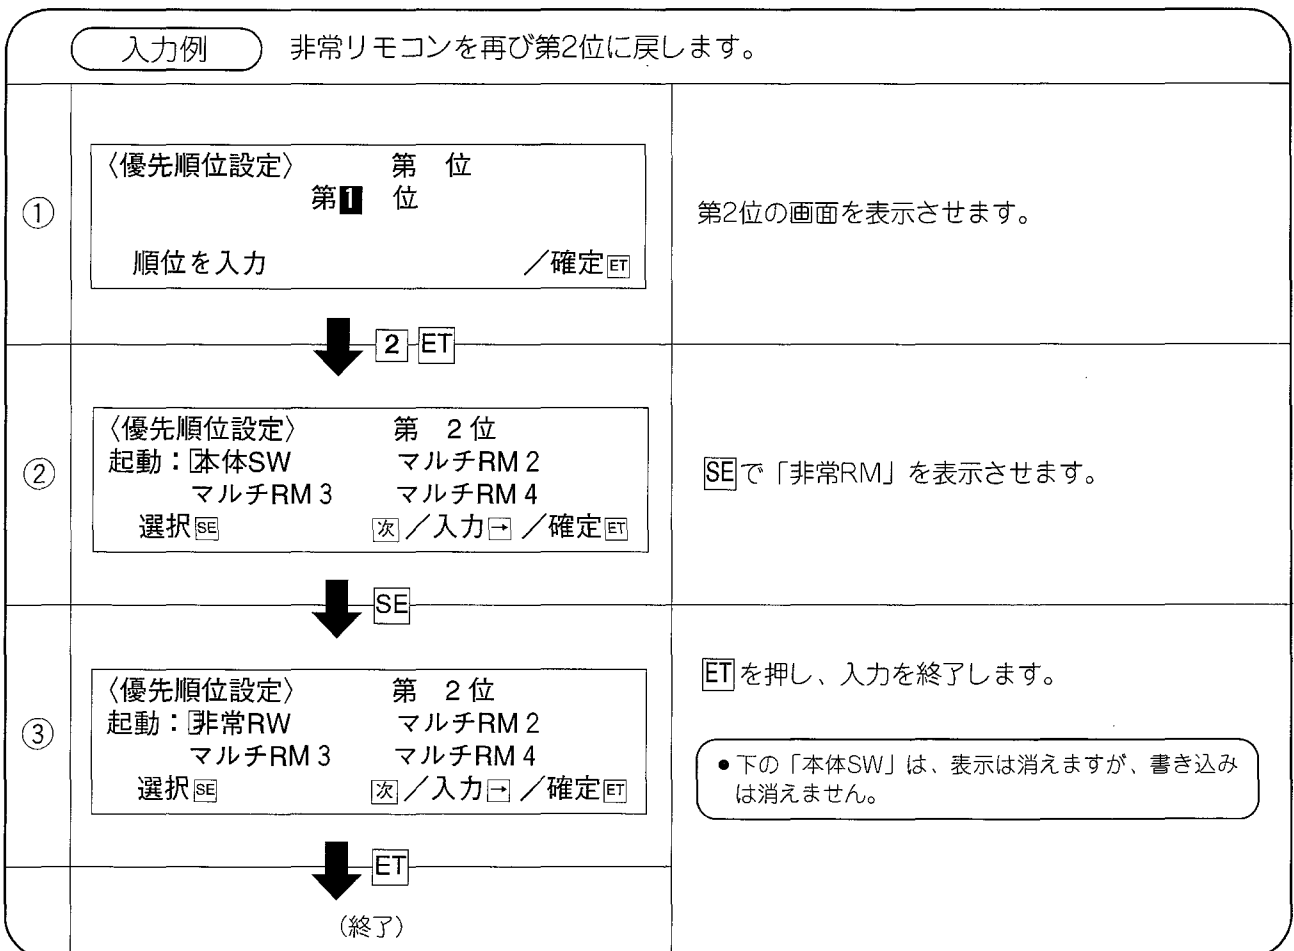 入力例　非常リモコンを再び第2位に戻します。
①
〈優先順位設定〉　第　位
第1　位
順位を入力　／確定ET
第2位の画面を表示させます。
2 ET
②
〈優先順位設定〉　第　2位
起動：本体SW　マルチRM 2
マルチRM 3　マルチRM 4
選択SE　次／入力→／確定ET
SEで「非常RM」を表示させます。
SE
③
〈優先順位設定〉　第　2位
起動：非常RW　マルチRM 2
マルチRM 3　マルチRM 4
選択SE　次／入力→／確定ET
ETを押し、入力を終了します。
●下の「本体SW」は、表示は消えますが、書き込み
は消えません。
ET
（終了）